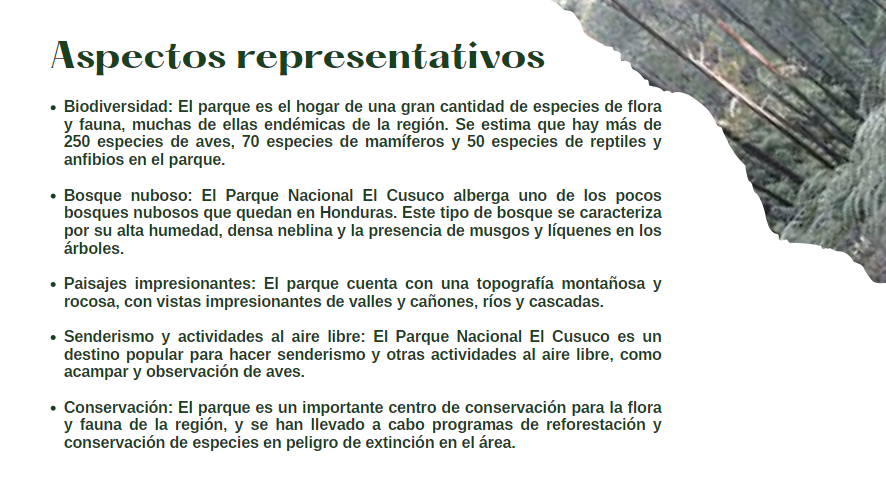 Aspectos representativos
• Biodiversidad: El parque es el hogar de una gran cantidad de especies de flora
y fauna, muchas de ellas endémicas de la región. Se estima que hay más de
250 especies de aves, 70 especies de mamíferos y 50 especies de reptiles y
anfibios en el parque.
• Bosque nuboso: El Parque Nacional El Cusuco alberga uno de los pocos
bosques nubosos que quedan en Honduras. Este tipo de bosque se caracteriza
por su alta humedad, densa neblina y la presencia de musgos y líquenes en los
árboles.
• Paisajes impresionantes: El parque cuenta con una topografía montañosa y
rocosa, con vistas impresionantes de valles y cañones, ríos y cascadas.
• Senderismo y actividades al aire libre: El Parque Nacional El Cusuco es un
destino popular para hacer senderismo y otras actividades al aire libre, como
acampar y observación de aves.
• Conservación: El parque es un importante centro de conservación para la flora
y fauna de la región, y se han llevado a cabo programas de reforestación y
conservación de especies en peligro de extinción en el área.